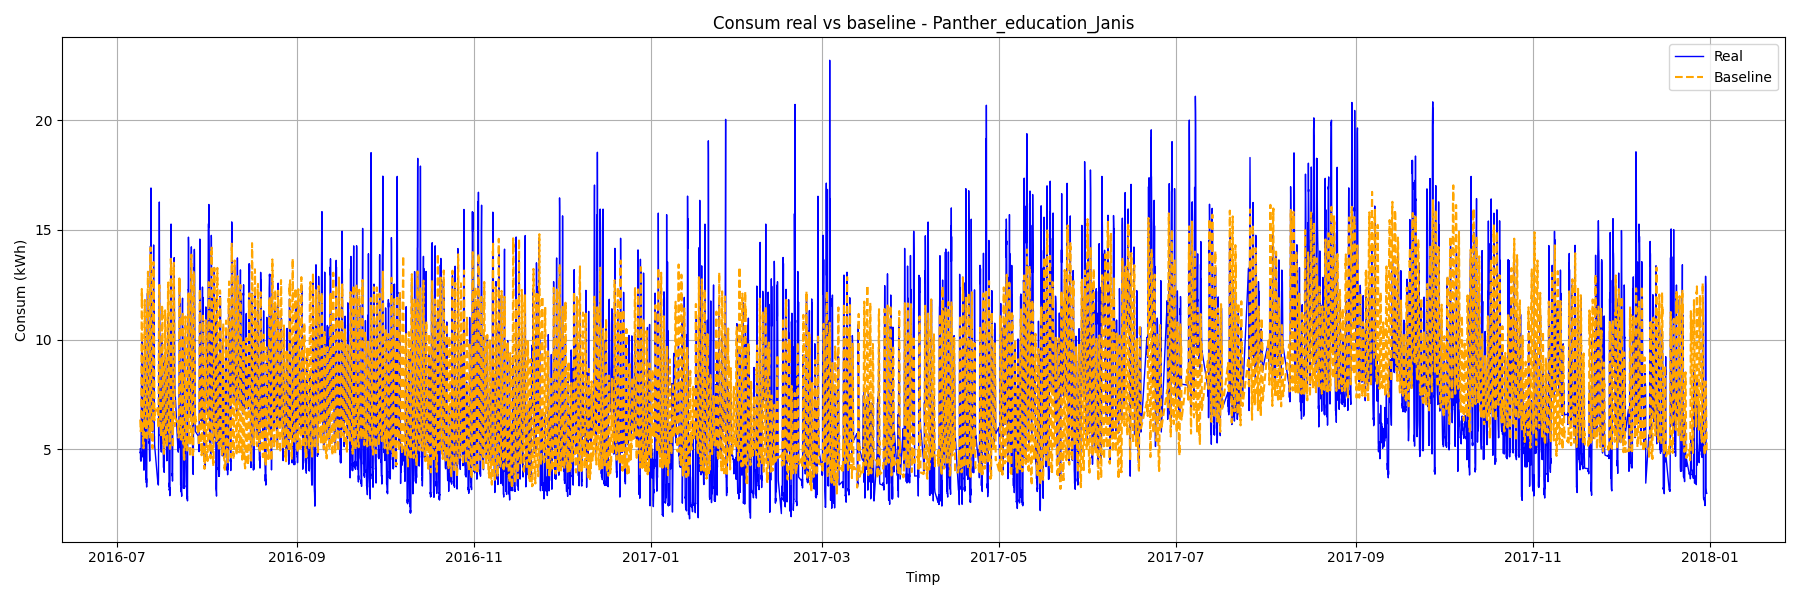 Consum real vs baseline - Panther_education_Janis
Real
Baseline
Consum (kWh)
20
15
10
5
2016-07 2016-09 2016-11 2017-01 2017-03 2017-05 2017-07 2017-09 2017-11 2018-01
Timp